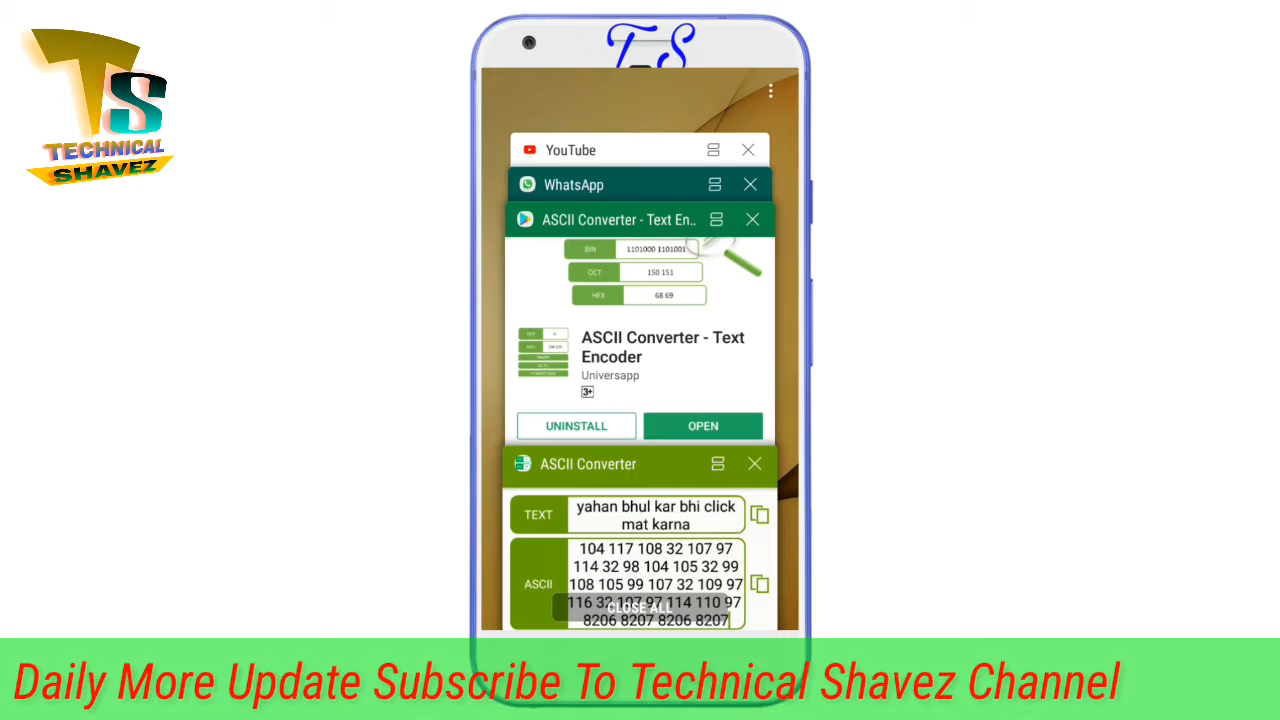 TS
TECHNICAL
SHAVEZ
T S
YouTube
WhatsApp
ASCII Converter - Text En..
BIN 1101000 1101001
OCT 150 151
HEX 68 69
ASCII Converter - Text
Encoder
Universapp
3+
UNINSTALL OPEN
ASCII Converter
TEXT
yahan bhul kar bhi click
mat karna
ASCII
104 117 108 32 107 97
114 32 98 104 105 32 99
108 105 99 107 32 109 97
116 32 107 97 114 110 97
8206 8207 8206 8207
CLOSE ALL
Daily More Update Subscribe To Technical Shavez Channel